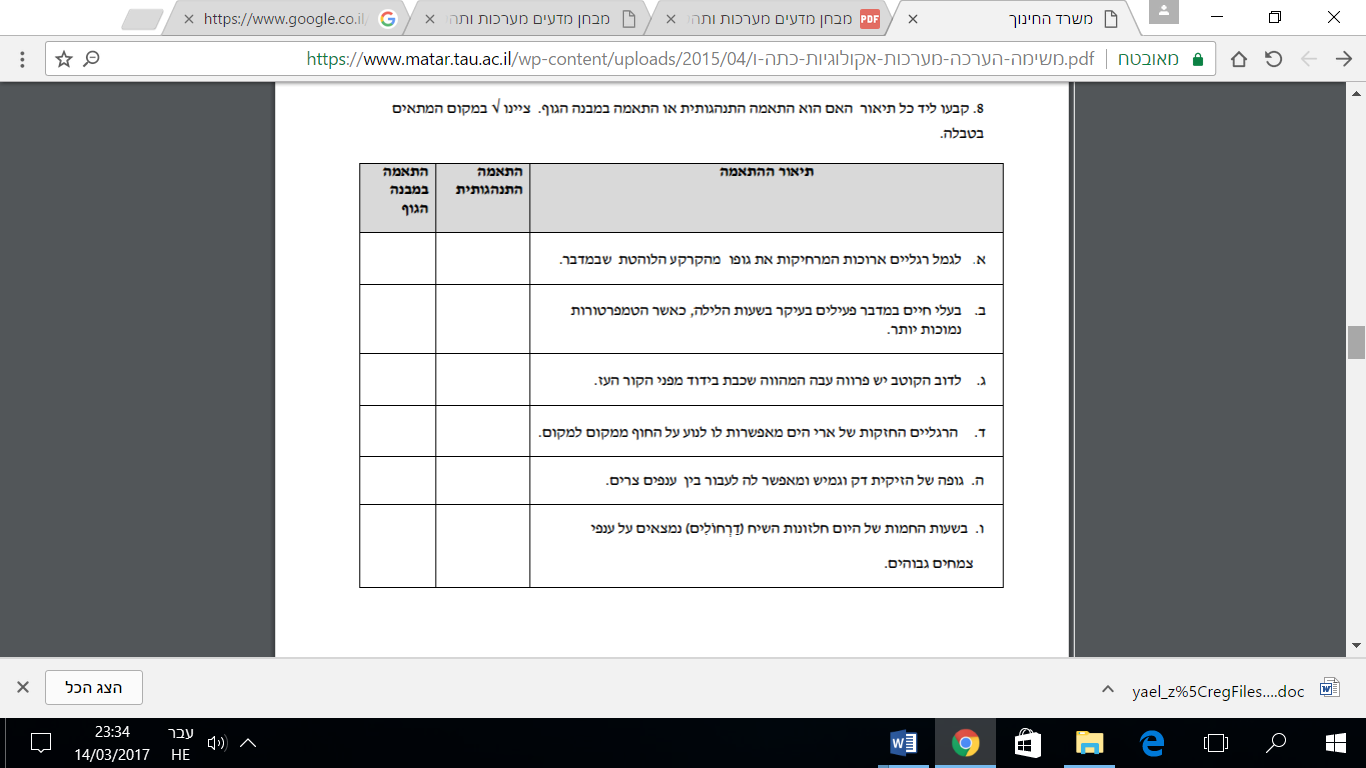 משרד החינוך
מבחן מדעים מערכות ותהי
מבחן מדעים מערכות ותהי
https://www.google.co.il/
מאובטח
https://www.matar.tau.ac.il/wp-content/uploads/2015/04/משימה-הערכה-מערכות-אקולוגיות-כתה-ו.pdf
8. קבעו ליד כל תיאור האם הוא התאמה התנהגותית או התאמה במבנה הגוף. ציינו √ במקום המתאים
בטבלה.
תיאור ההתאמה
התאמה
התנהגותית
התאמה
במבנה
הגוף
א. לגמל רגליים ארוכות המרחיקות את גופו מהקרקע הלוהטת שבמדבר.
ב. בעלי חיים במדבר פעילים בעיקר בשעות הלילה, כאשר הטמפרטורות
נמוכות יותר.
ג. לדוב הקוטב יש פרווה עבה המהווה שכבת בידוד מפני הקור העז.
ד. הרגליים החזקות של ארי הים מאפשרות לו לנוע על החוף ממקום למקום.
ה. גופה של הזיקית דק וגמיש ומאפשר לה לעבור בין ענפים צרים.
ו. בשעות החמות של היום חלזונות השיח (דַרְחוֹלִים) נמצאים על ענפי
צמחים גבוהים.
yael_z%5CregFiles....doc
הצג הכל
23:34
14/03/2017
עבר
HE